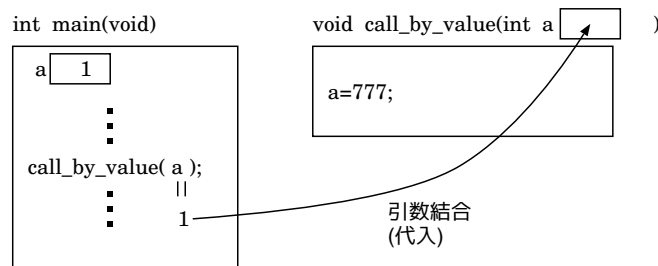 int main(void)
a 1
call_by_value( a );
1
void call_by_value(int a )
a=777;
引数結合
(代入)